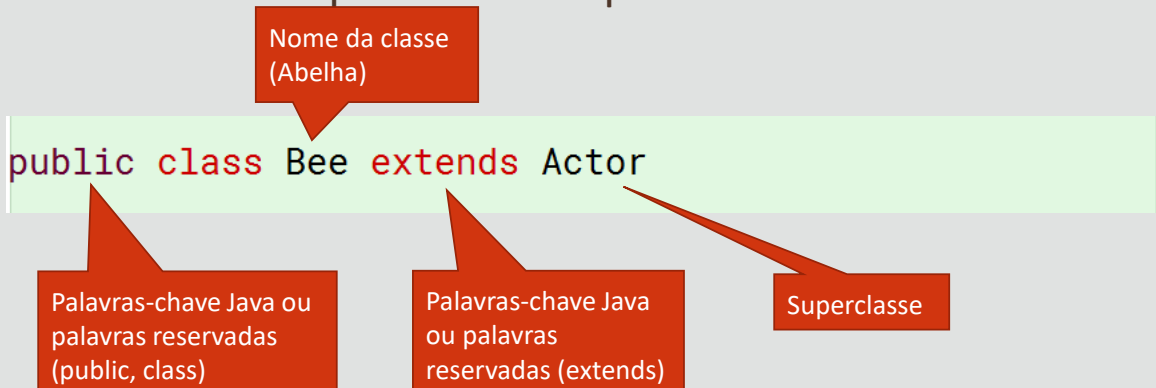 Nome da classe
(Abelha)
public class Bee extends Actor
Palavras-chave Java ou
palavras reservadas
(public, class)
Palavras-chave Java
ou palavras
reservadas (extends)
Superclasse